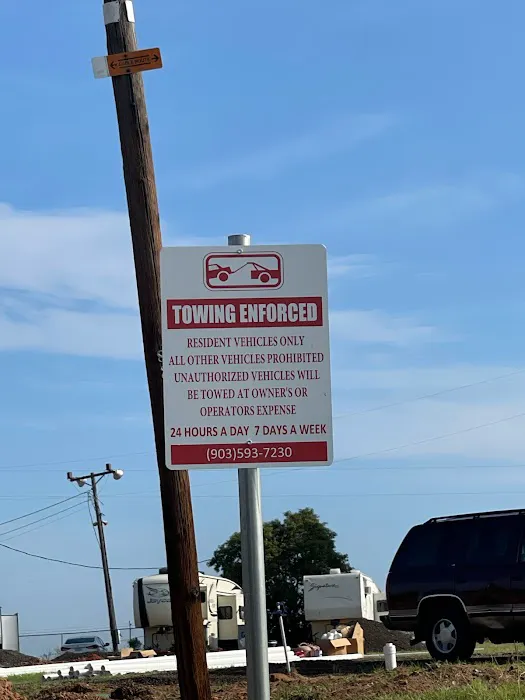 TOWING ENFORCED
RESIDENT VEHICLES ONLY
ALL OTHER VEHICLES PROHIBITED
UNAUTHORIZED VEHICLES WILL
BE TOWED AT OWNER'S OR
OPERATORS EXPENSE
24 HOURS A DAY 7 DAYS A WEEK
(903)593-7230
Signature